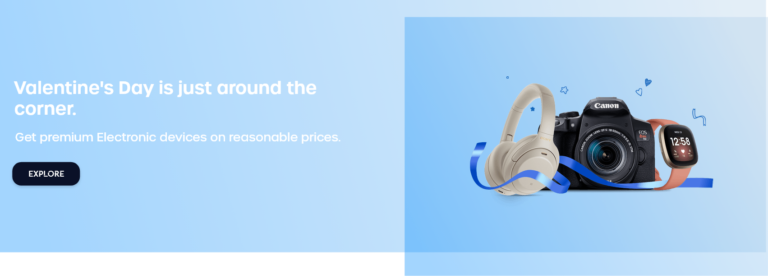 Valentine's Day is just around the
corner.
Get premium Electronic devices on reasonable prices.
EXPLORE
Canon
12:58